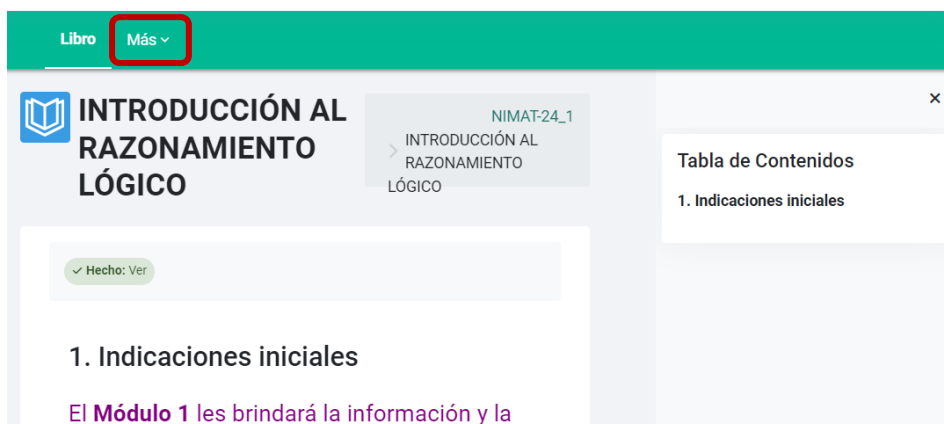 Libro Más
INTRODUCCIÓN AL
RAZONAMIENTO
LÓGICO
NIMAT-24_1
INTRODUCCIÓN AL
RAZONAMIENTO
LÓGICO
Tabla de Contenidos
1. Indicaciones iniciales
Hecho: Ver
1. Indicaciones iniciales
El Módulo 1 les brindará la información y la